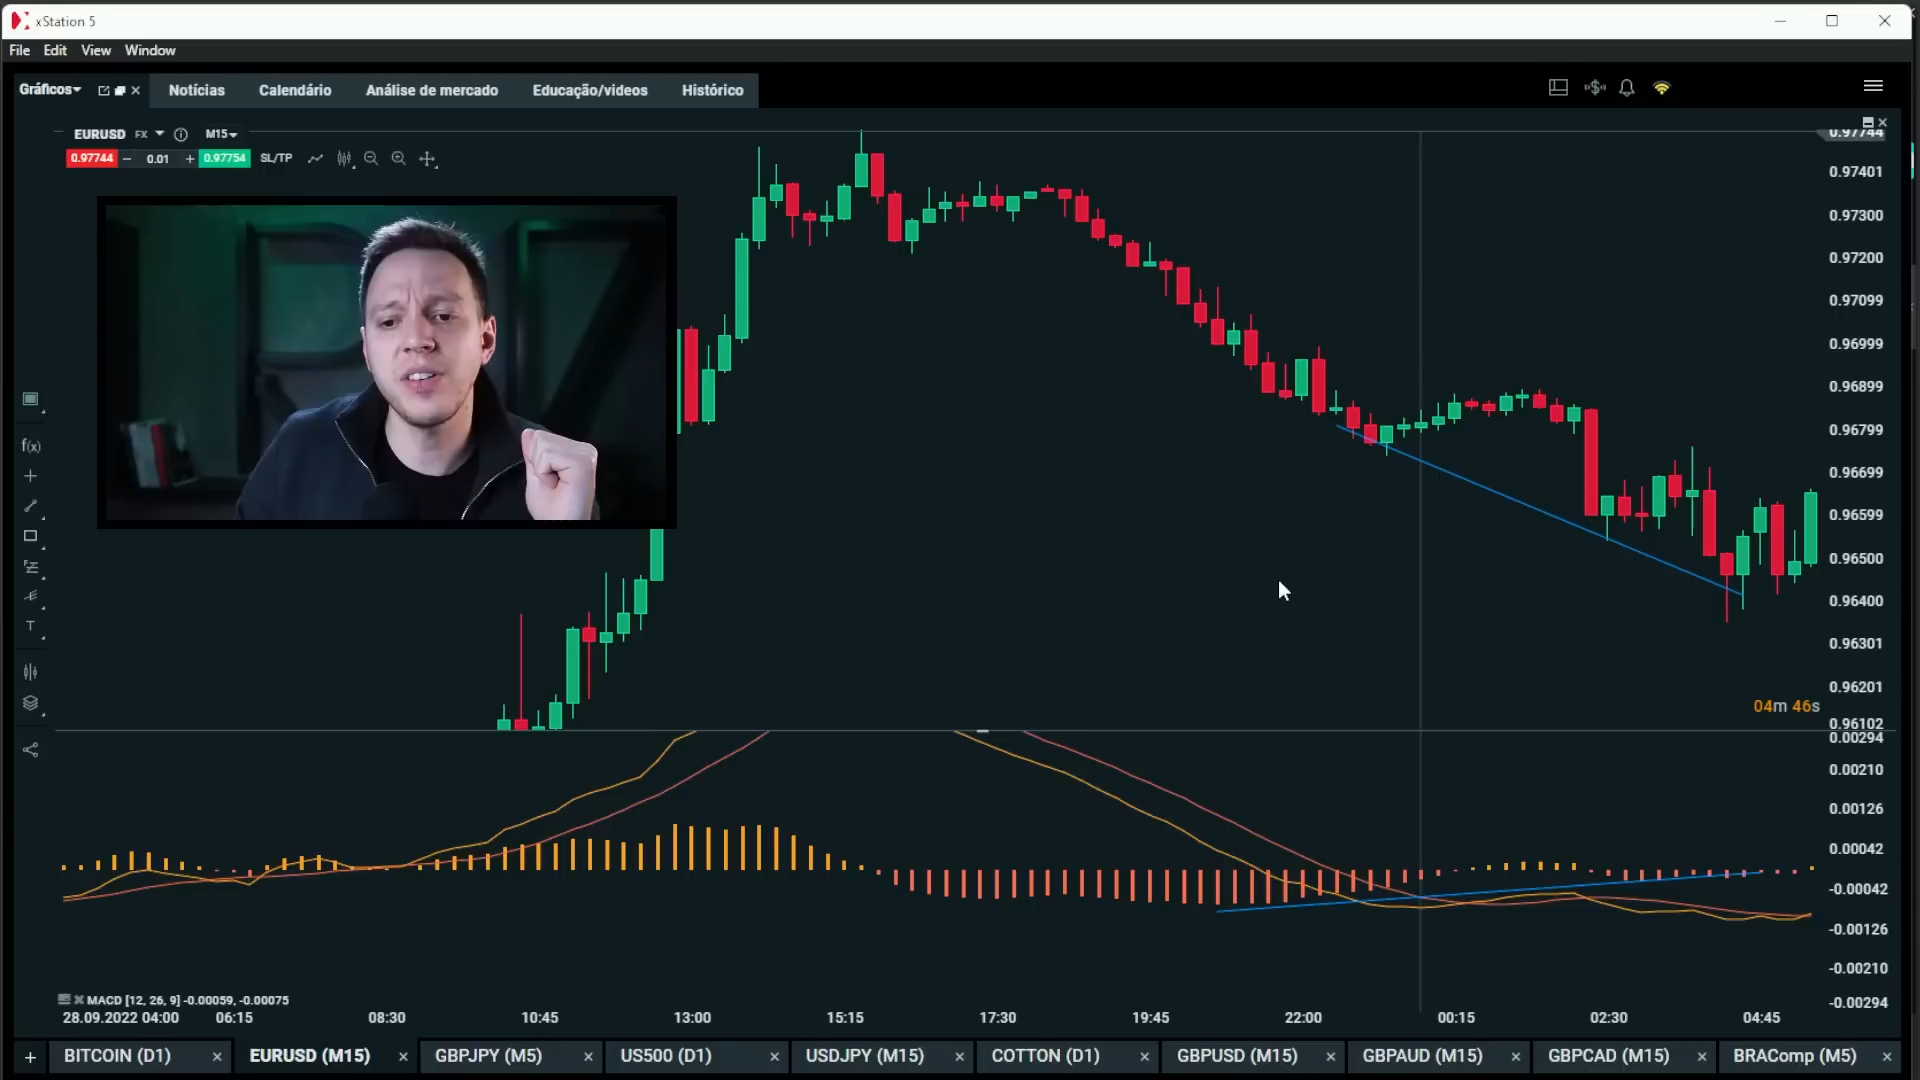 xStation 5
File Edit View Window
Gráficos Notícias Calendário Análise de mercado Educação/videos Histórico
EURUSD FX M15
0.97744 0.01 0.97754 SL/TP
0.97744
0.97401
0.97300
0.97200
0.97099
0.96999
0.96899
0.96799
0.96699
0.96599
0.96500
0.96400
0.96301
0.96201
0.96102
04m 46s
f(x)
T
0.00294
0.00210
0.00126
0.00042
-0.00042
-0.00126
-0.00210
-0.00294
MACD [12, 26, 9] -0.00059, -0.00075
28.09.2022 04:00 06:15 08:30 10:45 13:00 15:15 17:30 19:45 22:00 00:15 02:30 04:45
+ BITCOIN (D1) × EURUSD (M15) × GBPJPY (M5) × US500 (D1) × USDJPY (M15) × COTTON (D1) × GBPUSD (M15) × GBPAUD (M15) × GBPCAD (M15) × BRAComp (M5) ×